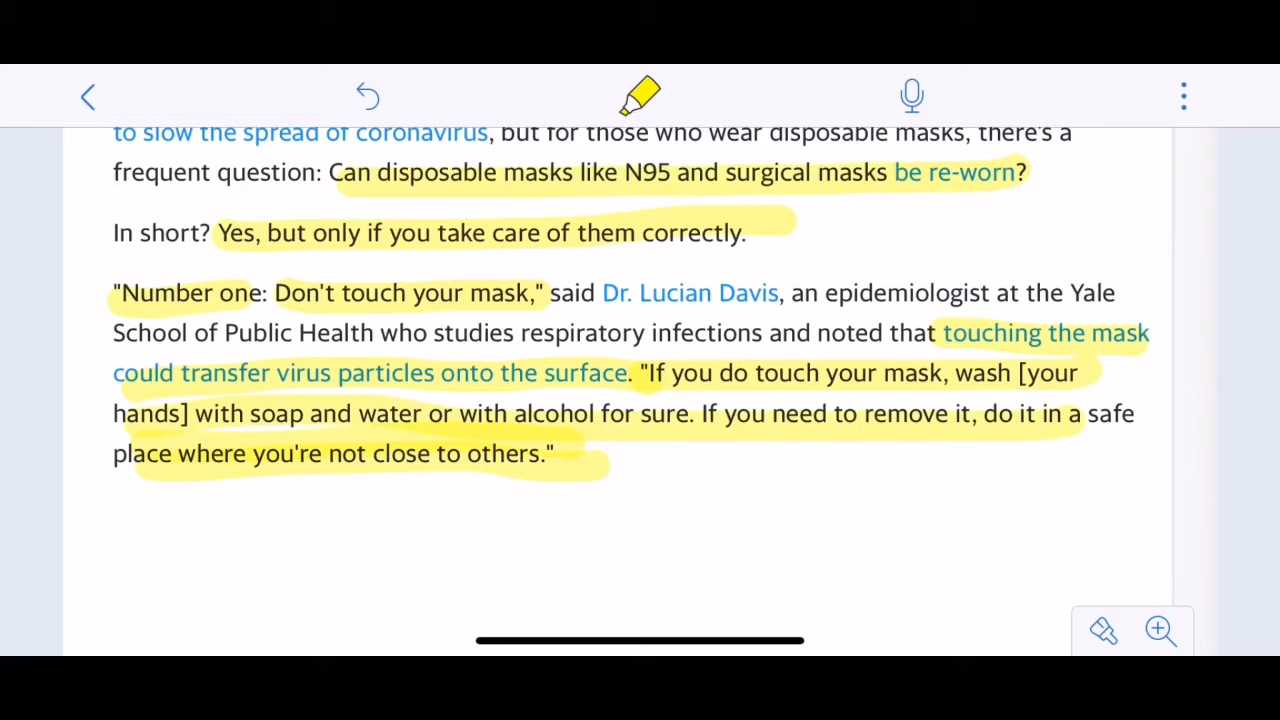 to slow the spread of coronavirus, but for those who wear disposable masks, there's a
frequent question: Can disposable masks like N95 and surgical masks be re-worn?
In short? Yes, but only if you take care of them correctly.
"Number one: Don't touch your mask," said Dr. Lucian Davis, an epidemiologist at the Yale
School of Public Health who studies respiratory infections and noted that touching the mask
could transfer virus particles onto the surface. "If you do touch your mask, wash [your
hands] with soap and water or with alcohol for sure. If you need to remove it, do it in a safe
place where you're not close to others."